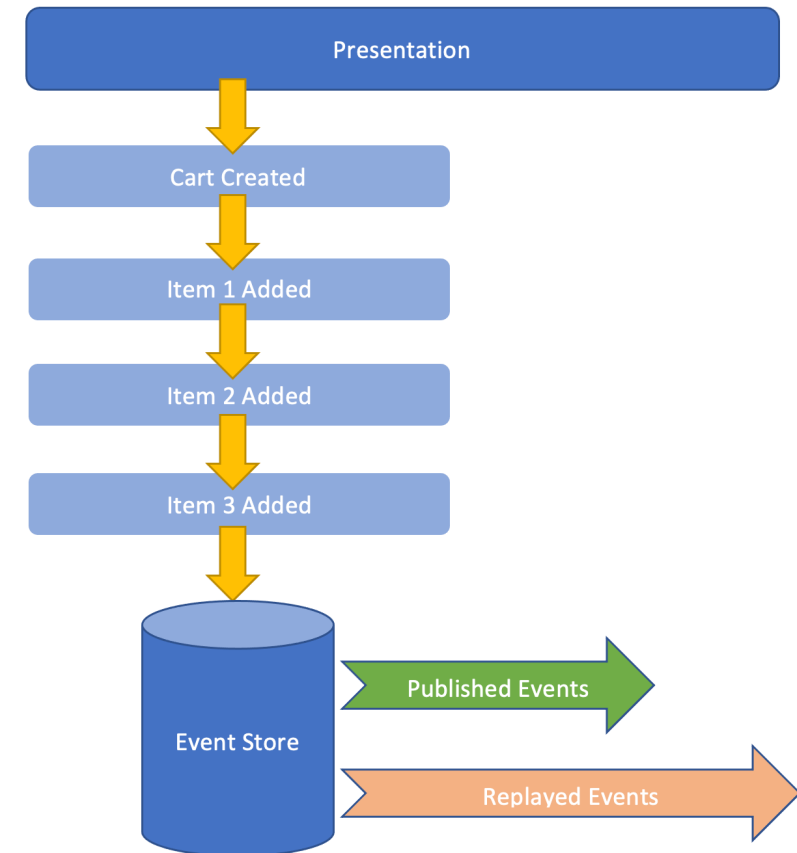 Presentation
Cart Created
Item 1 Added
Item 2 Added
Item 3 Added
Event Store
Published Events
Replayed Events